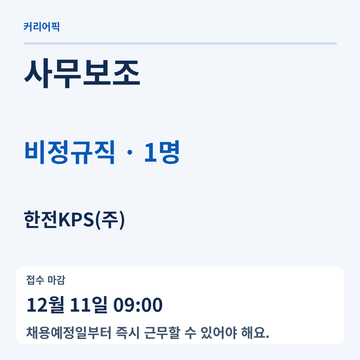 커리어픽
사무보조
비정규직 · 1명
한전KPS(주)
접수 마감
12월 11일 09:00
채용예정일부터 즉시 근무할 수 있어야 해요.